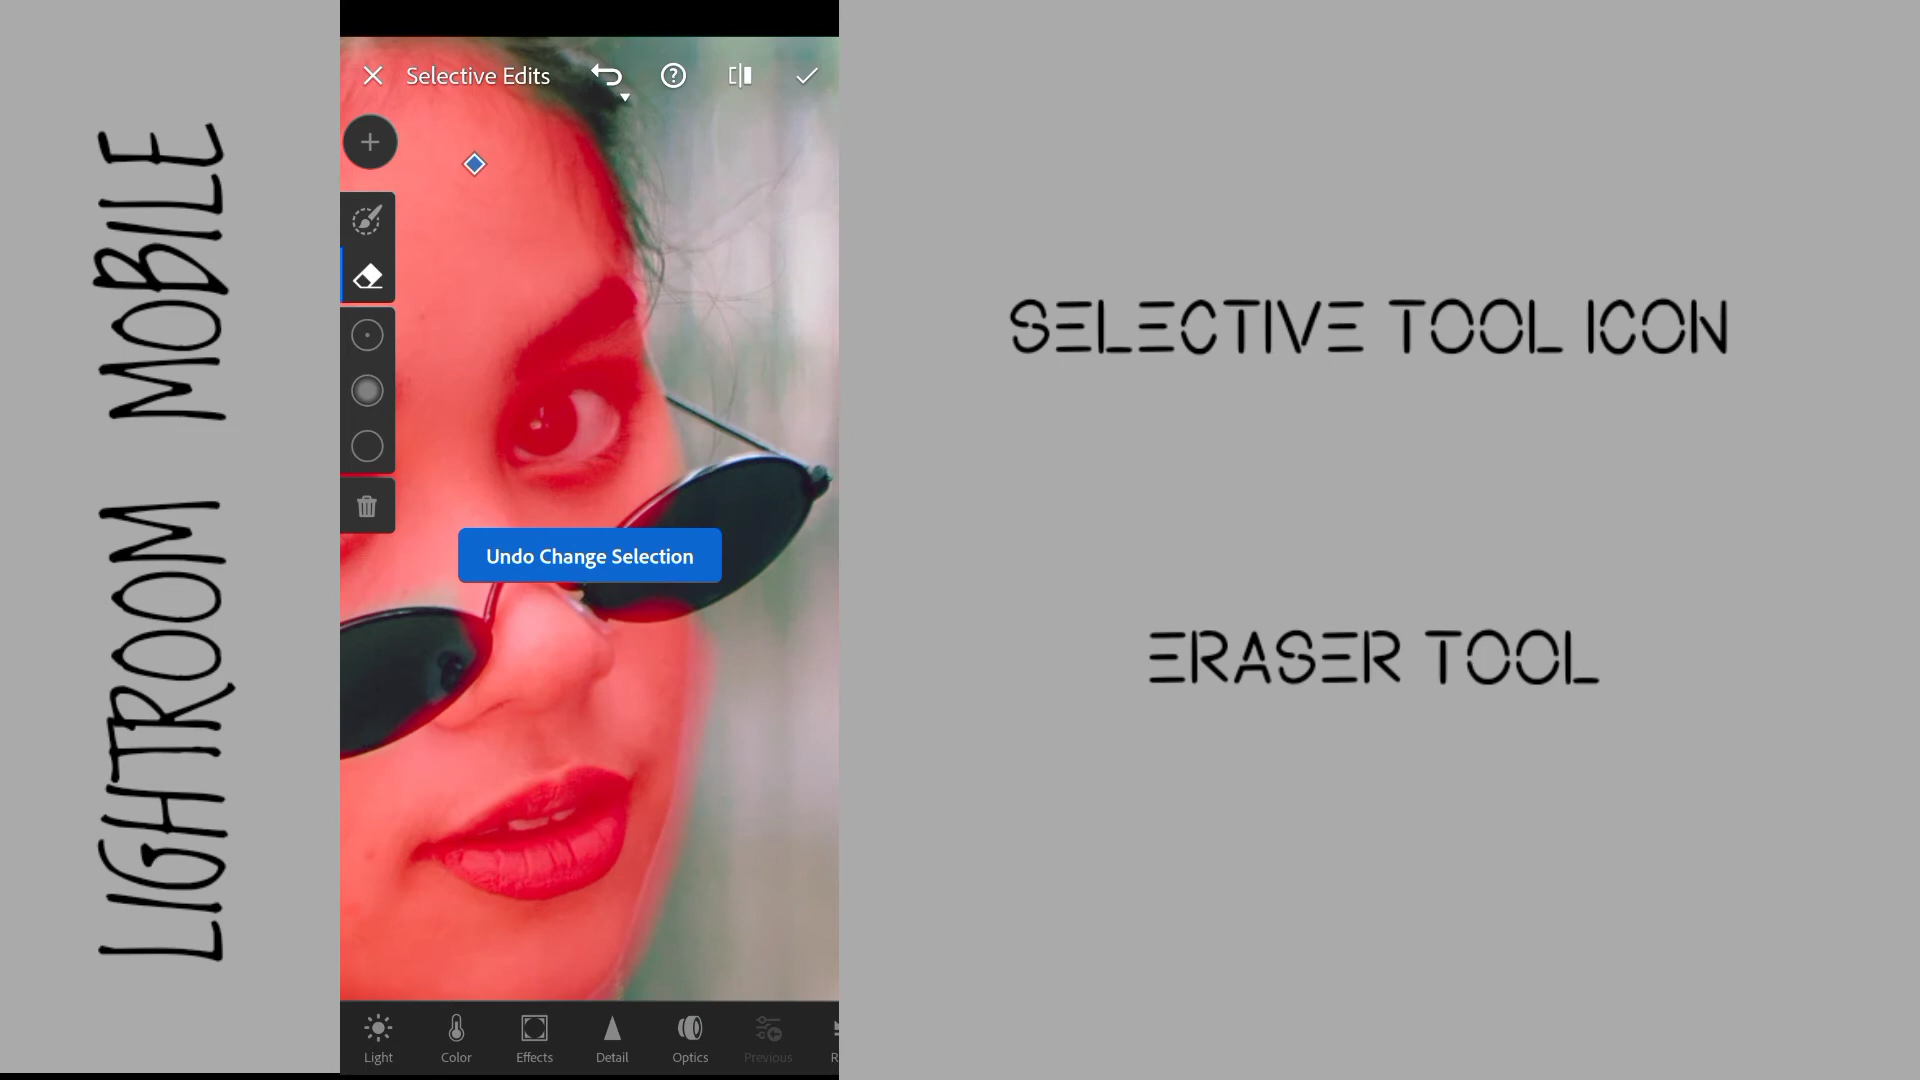 LIGHTROOM MOBILE
Selective Edits
Undo Change Selection
Light Color Effects Detail Optics Previous R
SELECTIVE TOOL ICON
ERASER TOOL